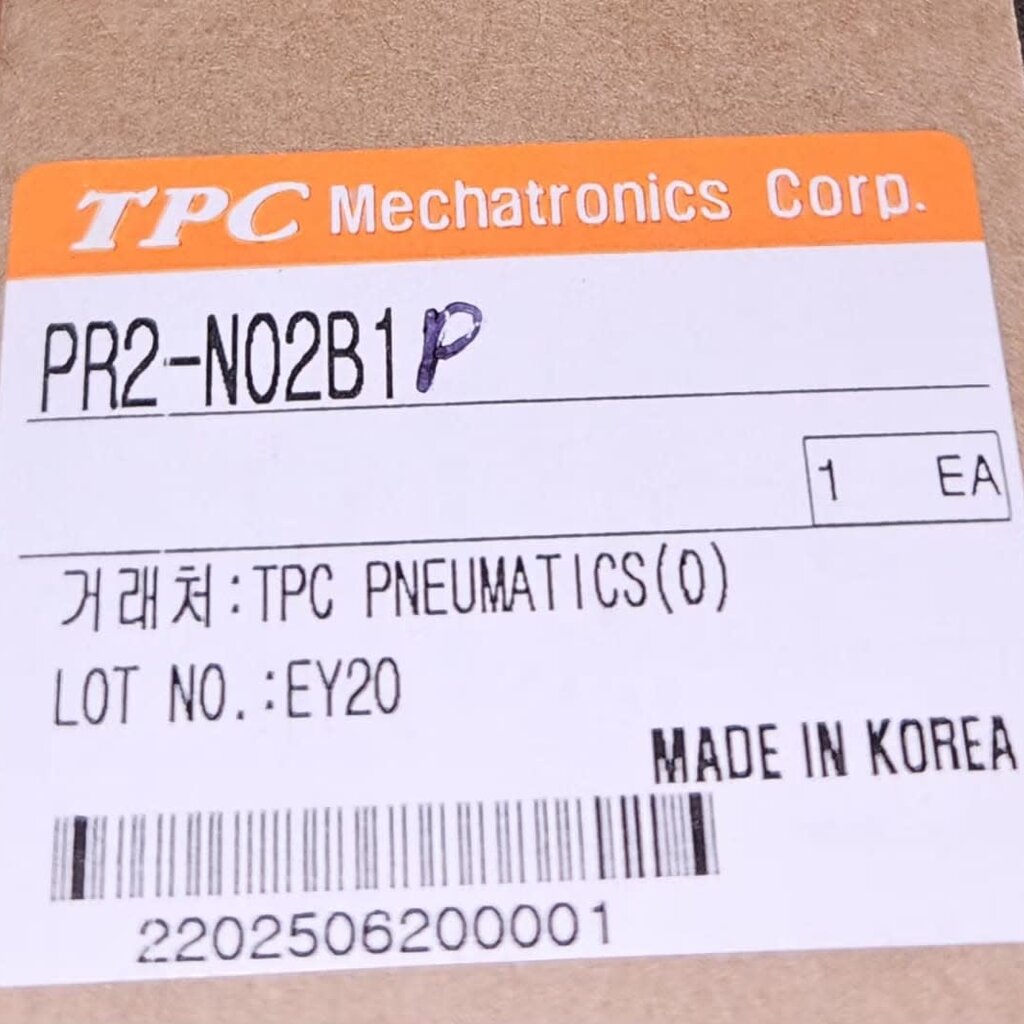 TPC Mechatronics Corp.
PR2-N02B1P
1 EA
거래처:TPC PNEUMATICS(O)
LOT NO.:EY20
MADE IN KOREA
2202506200001